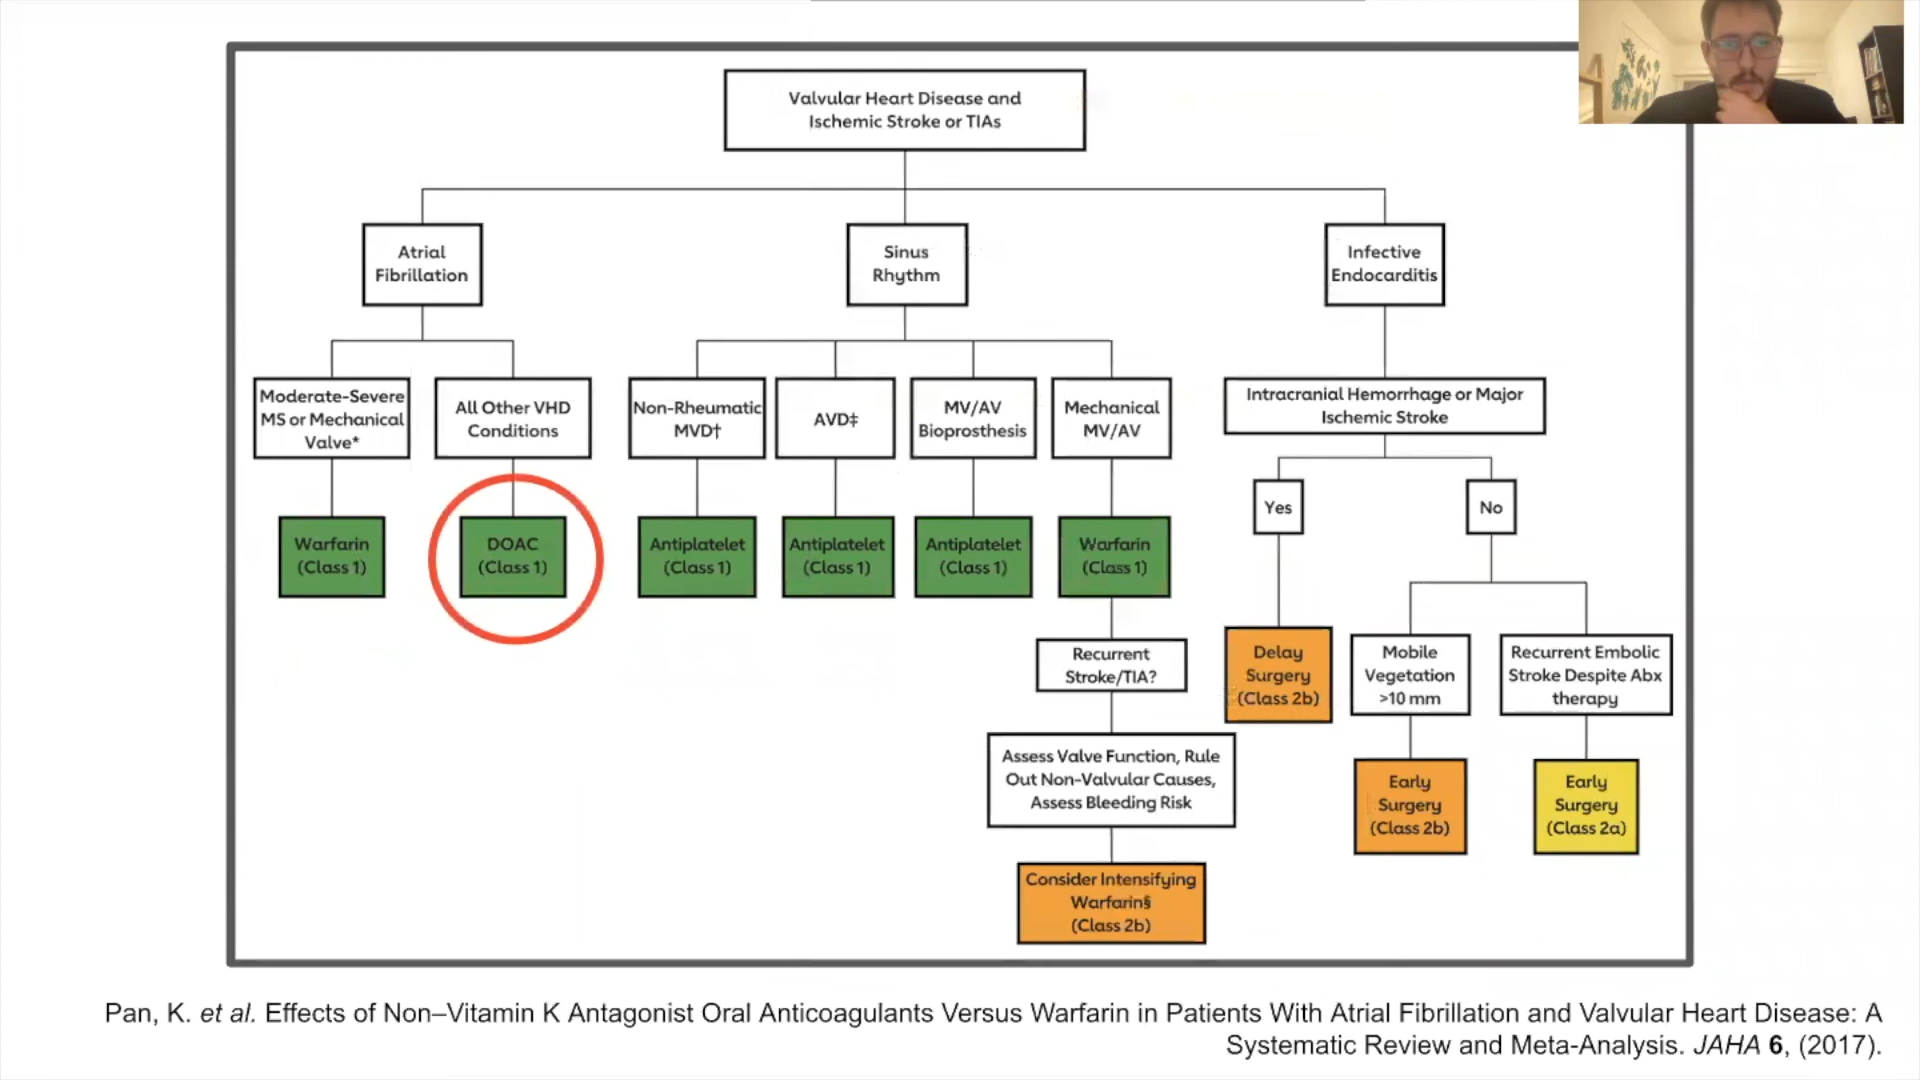 Valvular Heart Disease and
Ischemic Stroke or TIAs
Atrial
Fibrillation
Sinus
Rhythm
Infective
Endocarditis
Moderate-Severe
MS or Mechanical
Valve*
All Other VHD
Conditions
Non-Rheumatic
MVD†
AVD‡
MV/AV
Bioprosthesis
Mechanical
MV/AV
Intracranial Hemorrhage or Major
Ischemic Stroke
Yes
No
Warfarin
(Class 1)
DOAC
(Class 1)
Antiplatelet
(Class 1)
Antiplatelet
(Class 1)
Antiplatelet
(Class 1)
Warfarin
(Class 1)
Recurrent
Stroke/TIA?
Delay
Surgery
(Class 2b)
Mobile
Vegetation
>10 mm
Recurrent Embolic
Stroke Despite Abx
therapy
Assess Valve Function, Rule
Out Non-Valvular Causes,
Assess Bleeding Risk
Early
Surgery
(Class 2b)
Early
Surgery
(Class 2a)
Consider Intensifying
Warfarin§
(Class 2b)
Pan, K. et al. Effects of Non–Vitamin K Antagonist Oral Anticoagulants Versus Warfarin in Patients With Atrial Fibrillation and Valvular Heart Disease: A
Systematic Review and Meta-Analysis. JAHA 6, (2017).